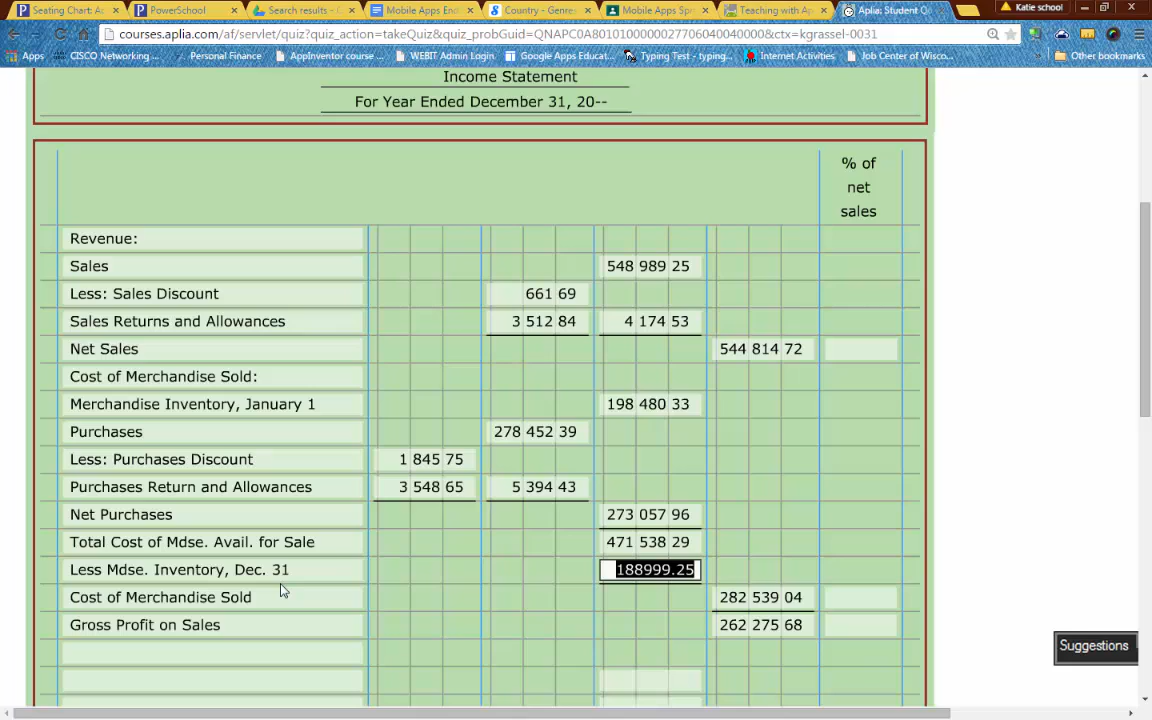 Seating Chart: Ac
PowerSchool
Search results -
Mobile Apps End
Country - Genres
Mobile Apps Spr
Teaching with Ap
Aplia: Student Qu
Katie school
courses.aplia.com/af/servlet/quiz?quiz_action=takeQuiz&quiz_probGuid=QNAPC0A8010100000027706040040000&ctx=kgrassel-0031
Apps CISCO Networking ... Personal Finance AppInventor course ... WEBIT Admin Login Google Apps Educat... Typing Test - typing... Internet Activities Job Center of Wisco... Other bookmarks
Income Statement
For Year Ended December 31, 20--
% of
net
sales
Revenue:
Sales 548 989 25
Less: Sales Discount 661 69
Sales Returns and Allowances 3 512 84 4 174 53
Net Sales 544 814 72
Cost of Merchandise Sold:
Merchandise Inventory, January 1 198 480 33
Purchases 278 452 39
Less: Purchases Discount 1 845 75
Purchases Return and Allowances 3 548 65 5 394 43
Net Purchases 273 057 96
Total Cost of Mdse. Avail. for Sale 471 538 29
Less Mdse. Inventory, Dec. 31 188999.25
Cost of Merchandise Sold 282 539 04
Gross Profit on Sales 262 275 68
Suggestions